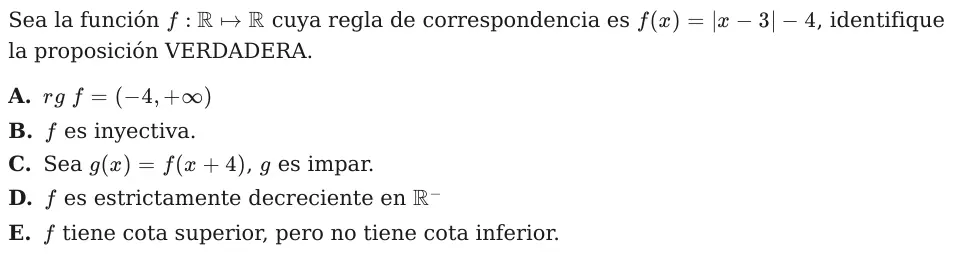 Sea la función f : ℝ ↦ ℝ cuya regla de correspondencia es f(x) = |x − 3| − 4, identifique
la proposición VERDADERA.
A. rg f = (−4, +∞)
B. f es inyectiva.
C. Sea g(x) = f(x + 4), g es impar.
D. f es estrictamente decreciente en ℝ⁻
E. f tiene cota superior, pero no tiene cota inferior.